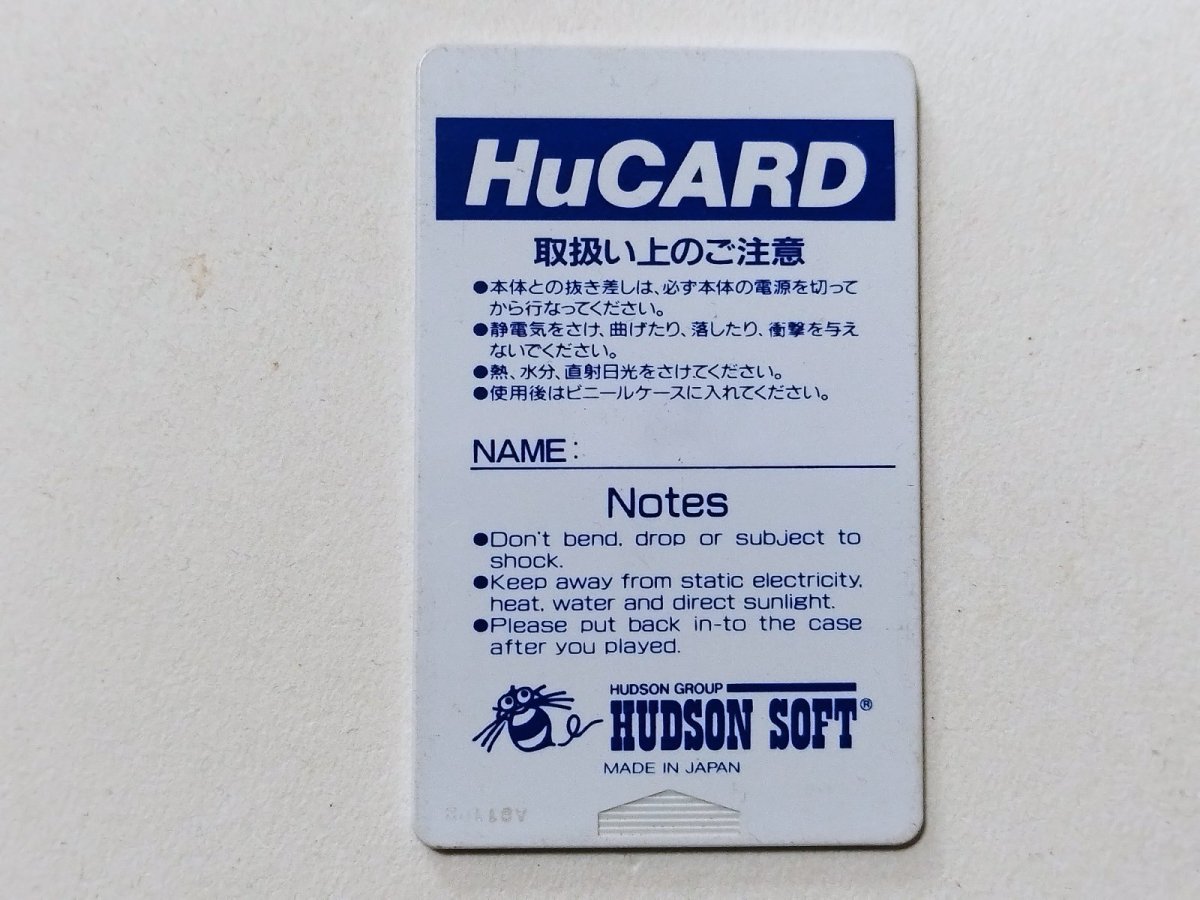 HuCARD
取扱い上のご注意
●本体との抜き差しは、必ず本体の電源を切って
から行なってください。
●静電気をさけ、曲げたり、落したり、衝撃を与え
ないでください。
●熱、水分、直射日光をさけてください。
●使用後はビニールケースに入れてください。
NAME:
Notes
●Don't bend, drop or subject to
shock.
●Keep away from static electricity,
heat, water and direct sunlight.
●Please put back in-to the case
after you played.
HUDSON GROUP
HUDSON SOFT®
MADE IN JAPAN